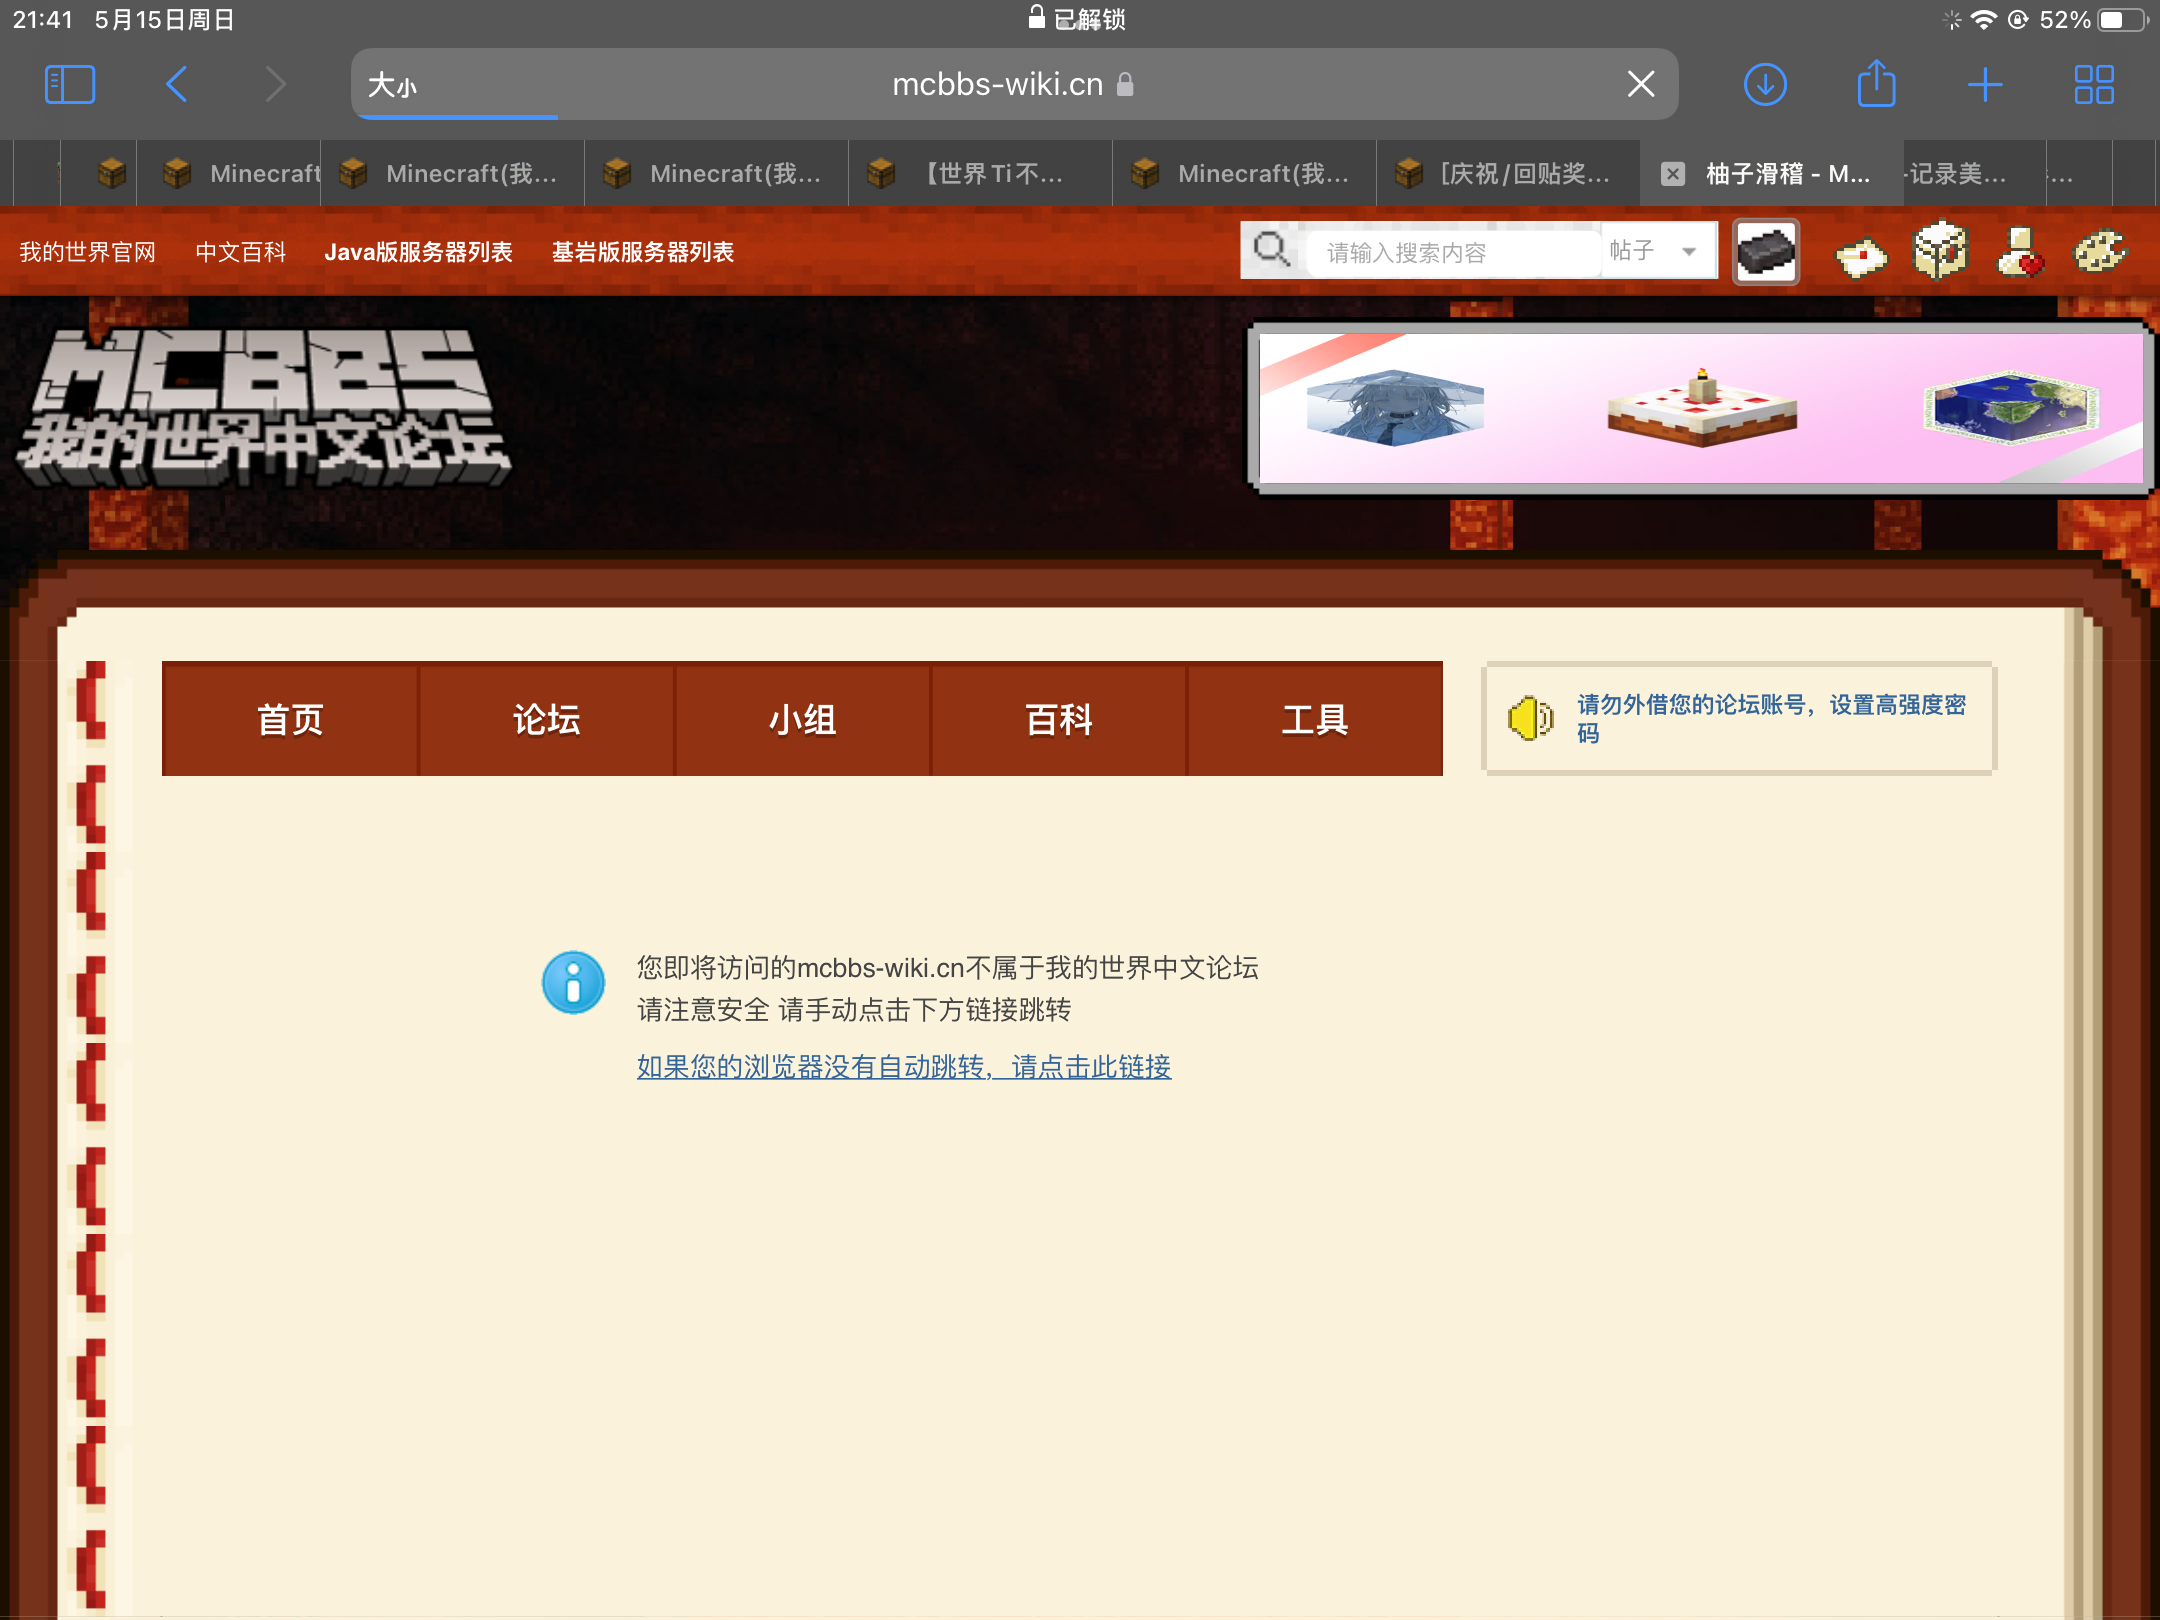 21:41 5月15日周日
已解锁
52%
大小
mcbbs-wiki.cn
Minecraft
Minecraft(我...
Minecraft(我...
【世界Ti不...
Minecraft(我...
[庆祝/回贴奖...
柚子滑稽 - M...
-记录美...
我的世界官网 中文百科 Java版服务器列表 基岩版服务器列表
请输入搜索内容
帖子
MCBBS
我的世界中文论坛
首页 论坛 小组 百科 工具
请勿外借您的论坛账号，设置高强度密
码
您即将访问的mcbbs-wiki.cn不属于我的世界中文论坛
请注意安全 请手动点击下方链接跳转
如果您的浏览器没有自动跳转，请点击此链接